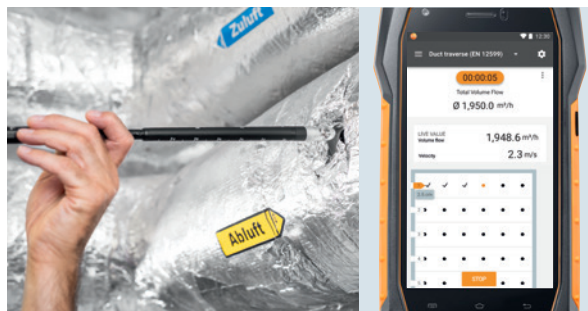 Zuluft
Abluft
12:30
Duct traverse (EN 12599)
00:00:05
Total Volume Flow
Ø 1,950.0 m³/h
LIVE VALUE
Volume flow
1,948.6 m³/h
Velocity
2.3 m/s
STOP